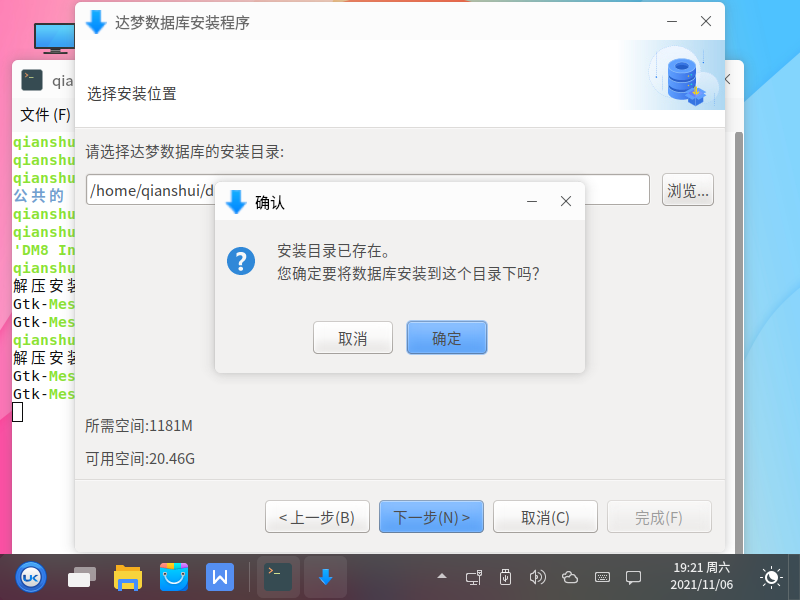 达梦数据库安装程序
qia
选择安装位置
文件 (F)
请选择达梦数据库的安装目录:
qianshu
qianshu
/home/qianshui/d
浏览...
qianshu
公共的
确认
qianshu
qianshu
'DM8 In
安装目录已存在。
qianshu
您确定要将数据库安装到这个目录下吗?
解压安装
Gtk-Mes
Gtk-Mes
取消
确定
qianshu
解压安装
Gtk-Mes
Gtk-Mes
所需空间:1181M
可用空间:20.46G
< 上一步(B)
下一步(N) >
取消(C)
完成(F)
UK
W
19:21 周六
2021/11/06